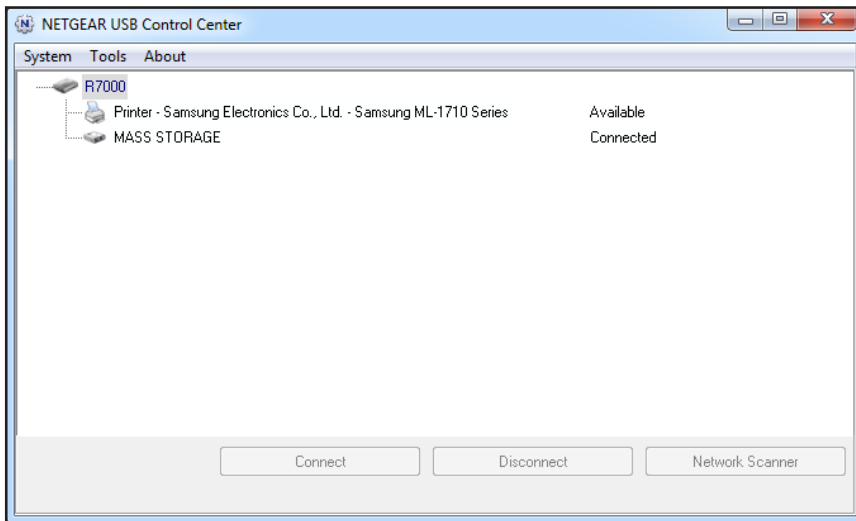 NETGEAR USB Control Center
System Tools About
R7000
Printer - Samsung Electronics Co., Ltd. - Samsung ML-1710 Series Available
MASS STORAGE Connected
Connect Disconnect Network Scanner